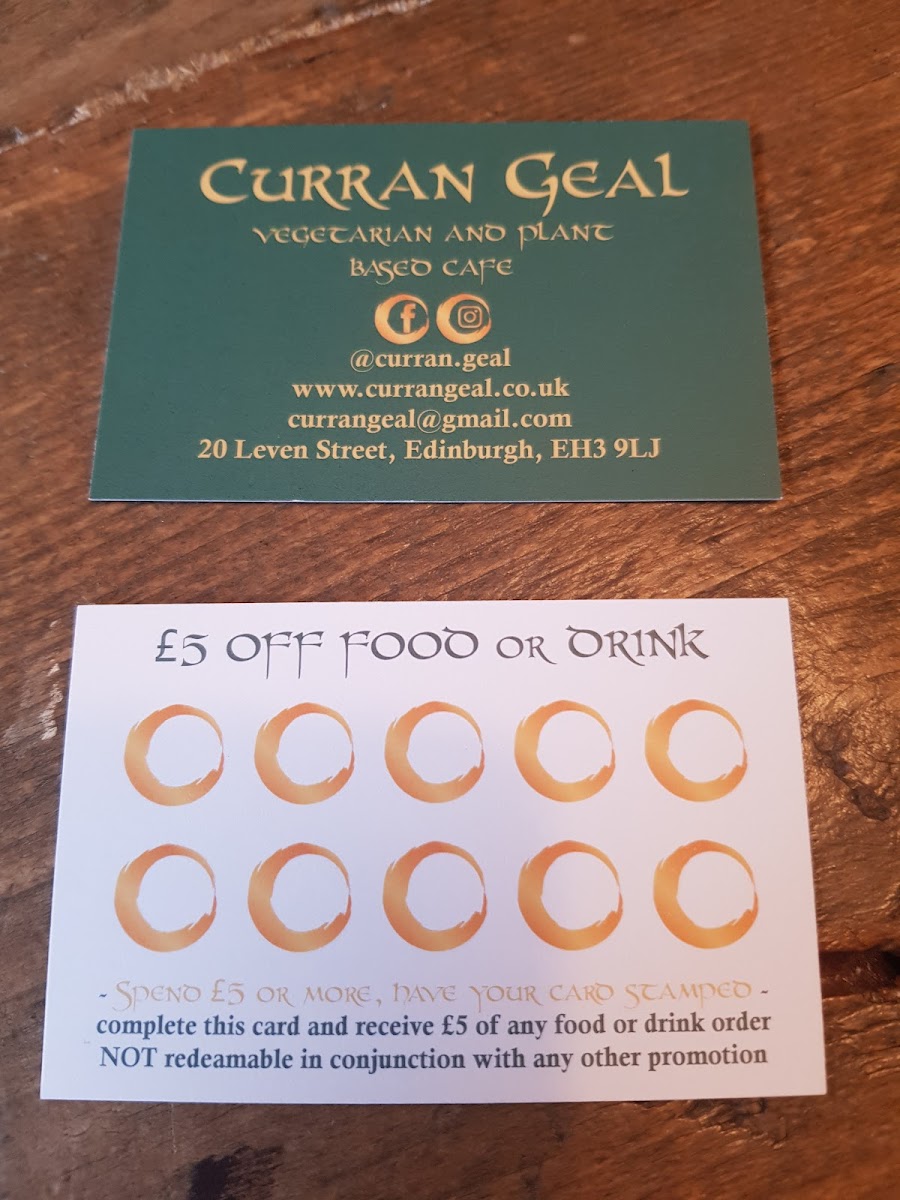 CURRAN GEAL
VEGETARIAN AND PLANT
BASED CAFE
@curran.geal
www.currangeal.co.uk
currangeal@gmail.com
20 Leven Street, Edinburgh, EH3 9LJ
£5 OFF FOOD OR DRINK
- SPEND £5 OR MORE, HAVE YOUR CARD STAMPED -
complete this card and receive £5 of any food or drink order
NOT redeamable in conjunction with any other promotion